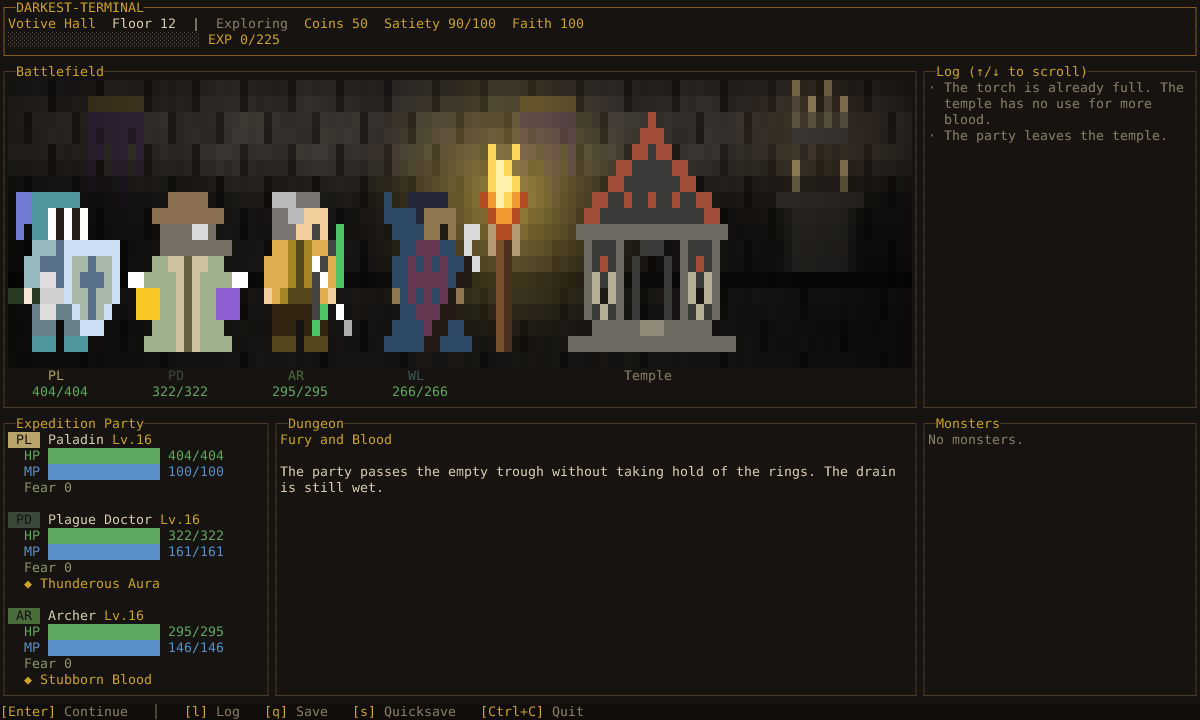 DARKEST-TERMINAL
Votive Hall  Floor 12  |  Exploring  Coins 50  Satiety 90/100  Faith 100
EXP 0/225
Battlefield
PL PD AR WL Temple
404/404 322/322 295/295 266/266
Log (↑/↓ to scroll)
· The torch is already full. The
temple has no use for more
blood.
· The party leaves the temple.
Expedition Party
PL Paladin Lv.16
HP 404/404
MP 100/100
Fear 0
PD Plague Doctor Lv.16
HP 322/322
MP 161/161
Fear 0
◆ Thunderous Aura
AR Archer Lv.16
HP 295/295
MP 146/146
Fear 0
◆ Stubborn Blood
Dungeon
Fury and Blood
The party passes the empty trough without taking hold of the rings. The drain
is still wet.
Monsters
No monsters.
[Enter] Continue | [l] Log [q] Save [s] Quicksave [Ctrl+C] Quit